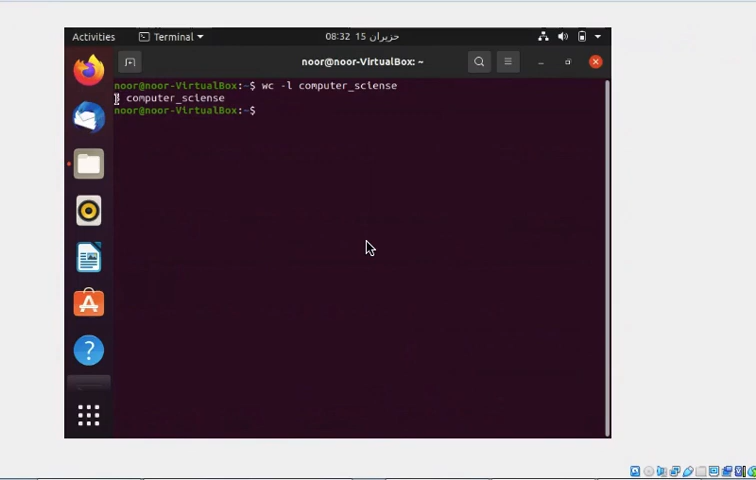 Activities
Terminal
08:32 15 حزيران
noor@noor-VirtualBox: ~
noor@noor-VirtualBox:~$ wc -l computer_sciense
computer_sciense
noor@noor-VirtualBox:~$